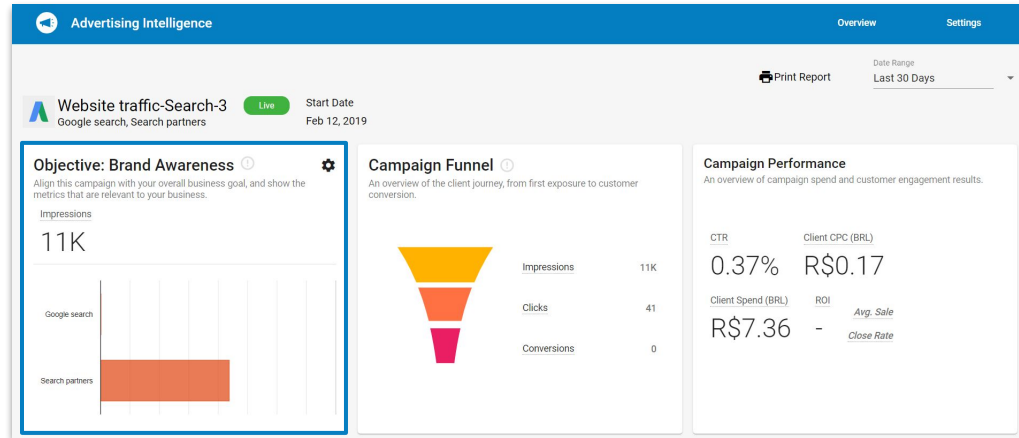 Advertising Intelligence
Overview
Settings
Print Report
Date Range
Last 30 Days
Website traffic-Search-3
Live
Google search, Search partners
Start Date
Feb 12, 2019
Objective: Brand Awareness
Align this campaign with your overall business goal, and show the
metrics that are relevant to your business.
Impressions
11K
Google search
Search partners
Campaign Funnel
An overview of the client journey, from first exposure to customer
conversion.
Impressions 11K
Clicks 41
Conversions 0
Campaign Performance
An overview of campaign spend and customer engagement results.
CTR
0.37%
Client CPC (BRL)
R$0.17
Client Spend (BRL)
R$7.36
ROI
-
Avg. Sale
Close Rate